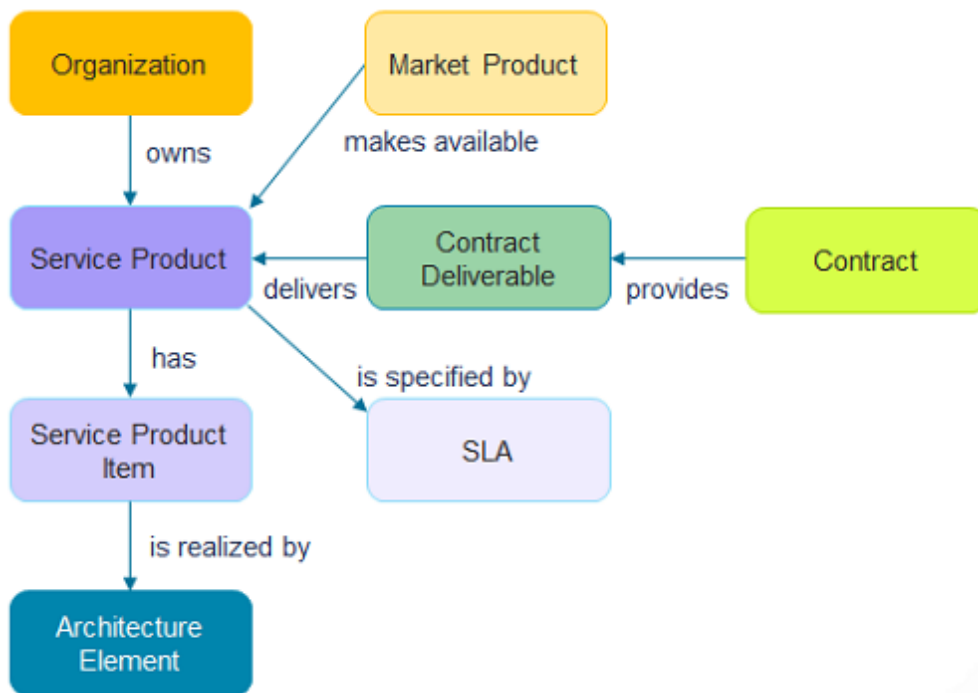 Organization
Market Product
owns
makes available
Service Product
Contract
Deliverable
Contract
delivers
provides
has
is specified by
Service Product
Item
SLA
is realized by
Architecture
Element